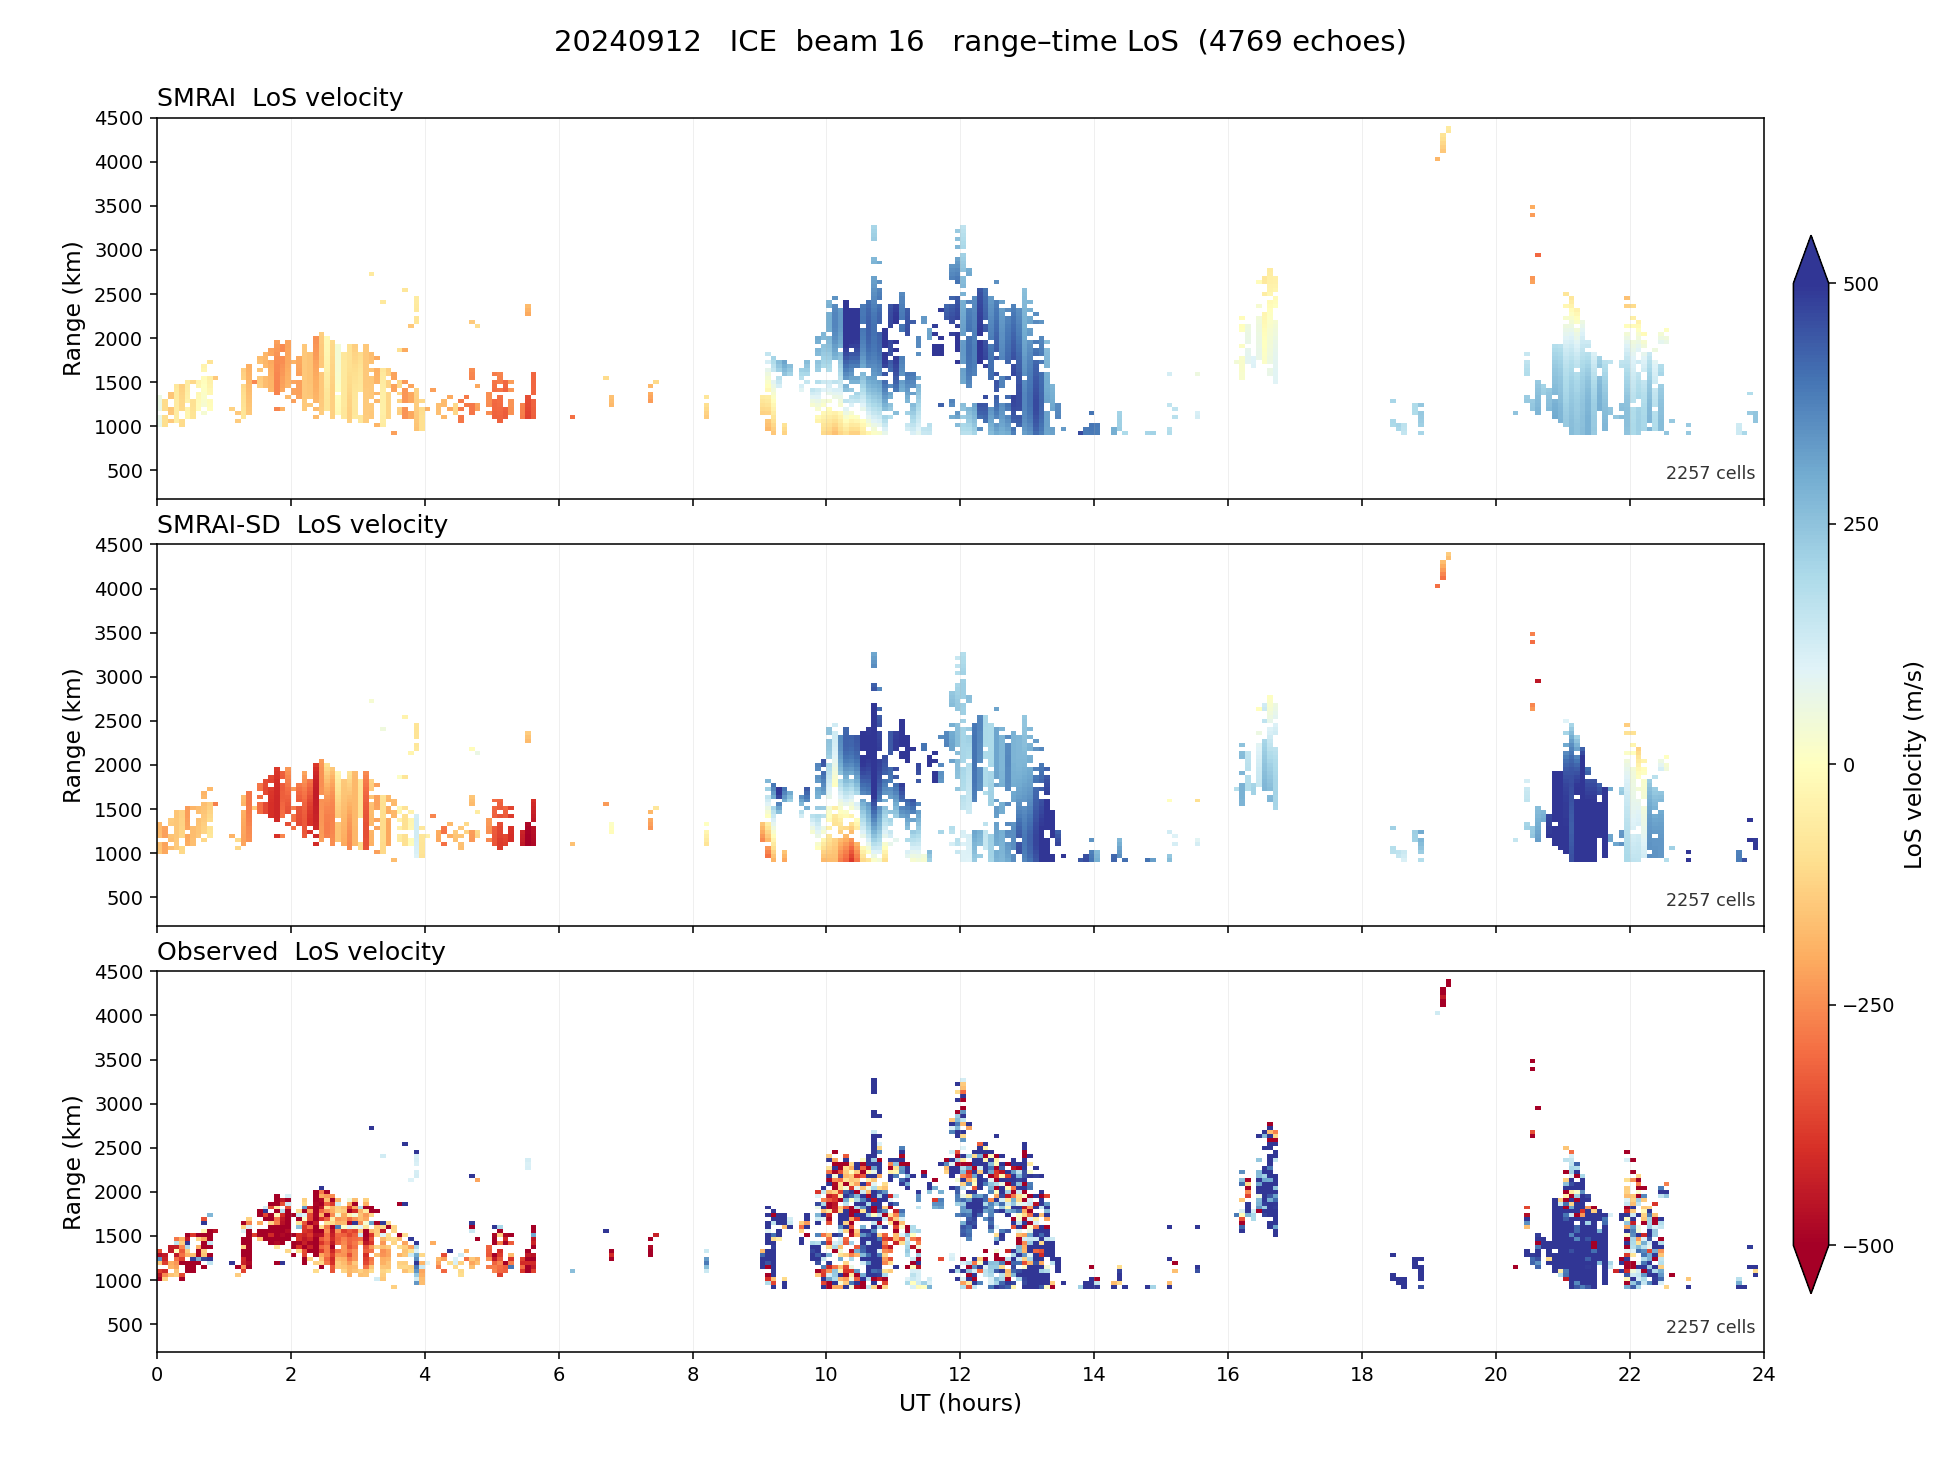 20240912   ICE  beam 16   range–time LoS  (4769 echoes)
SMRAI  LoS velocity
4500
4000
3500
3000
2500
2000
1500
1000
500
Range (km)
2257 cells
SMRAI-SD  LoS velocity
4500
4000
3500
3000
2500
2000
1500
1000
500
Range (km)
2257 cells
Observed  LoS velocity
4500
4000
3500
3000
2500
2000
1500
1000
500
Range (km)
2257 cells
0 2 4 6 8 10 12 14 16 18 20 22 24
UT (hours)
500
250
0
−250
−500
LoS velocity (m/s)